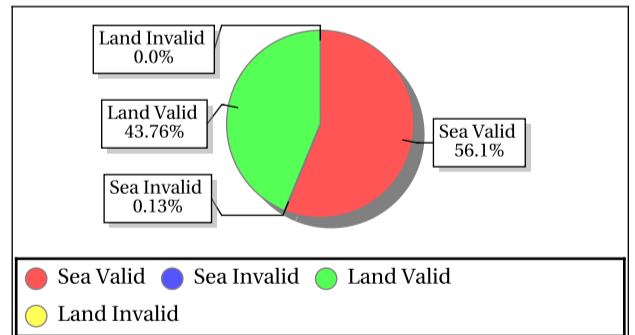 Land Invalid
0.0%
Land Valid
43.76%
Sea Valid
56.1%
Sea Invalid
0.13%
Sea Valid
Sea Invalid
Land Valid
Land Invalid